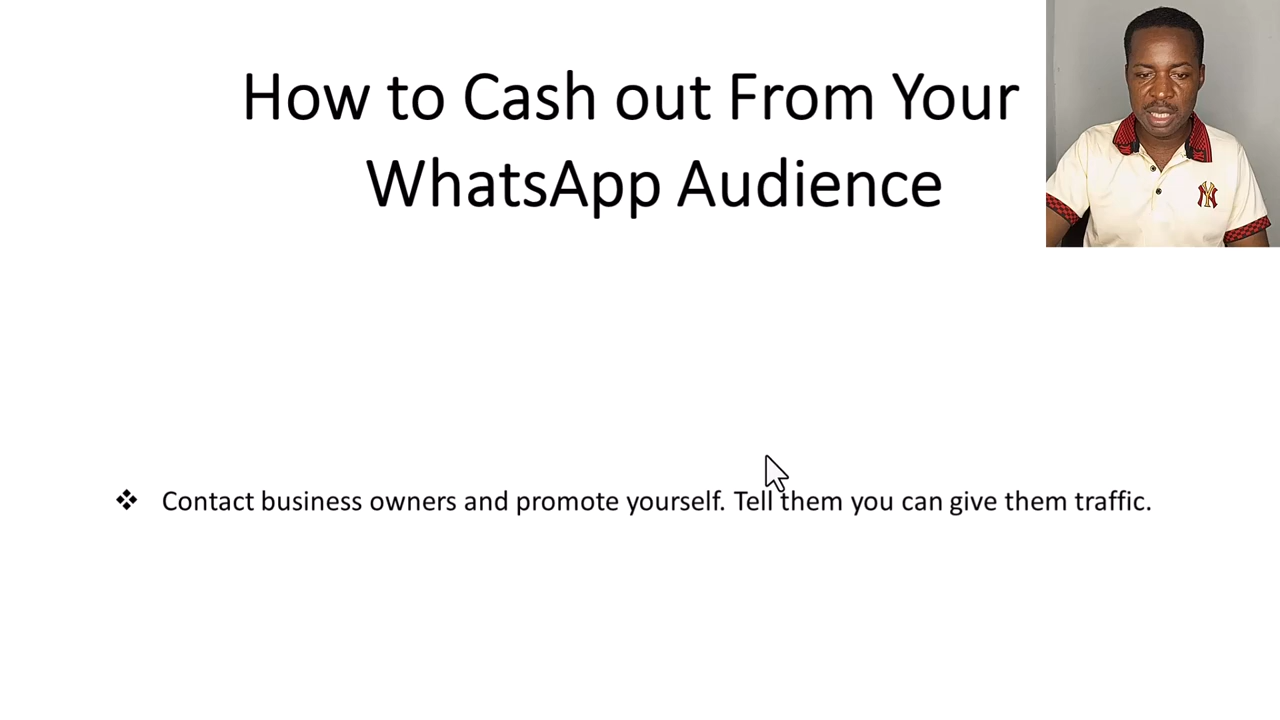 How to Cash out From Your
WhatsApp Audience
❖ Contact business owners and promote yourself. Tell them you can give them traffic.
NY